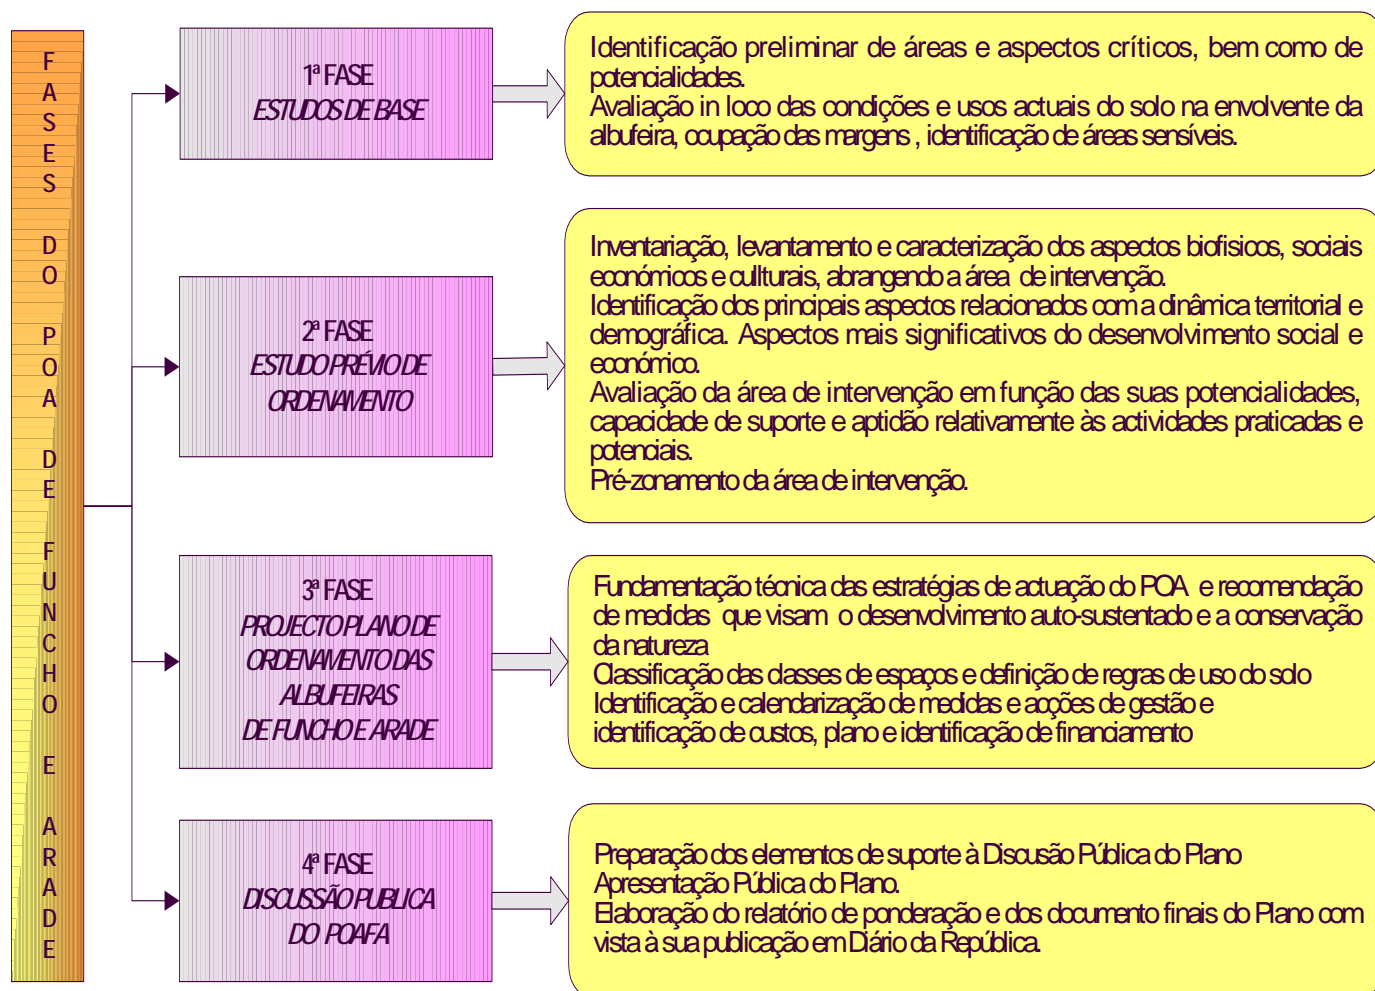 FASES DO POA DE FUNCHO E ARADE
1ª FASE
ESTUDOS DE BASE
Identificação preliminar de áreas e aspectos críticos, bem como de
potencialidades.
Avaliação in loco das condições e usos actuais do solo na envolvente da
albufeira, ocupação das margens , identificação de áreas sensíveis.
2ª FASE
ESTUDO PRÉVIO DE
ORDENAMENTO
Inventariação, levantamento e caracterização dos aspectos biofisicos, sociais
económicos e cullturais, abrangendo a área de intervenção.
Identificação dos principais aspectos relacionados com a dinâmica territorial e
demográfica. Aspectos mais significativos do desenvolvimento social e
económico.
Avaliação da área de intervenção em função das suas potencialidades,
capacidade de suporte e aptidão relativamente às actividades praticadas e
potenciais.
Pré-zonamento da área de intervenção.
3ª FASE
PROJECTO PLANO DE
ORDENAMENTO DAS
ALBUFEIRAS
DE FUNCHO E ARADE
Fundamentação técnica das estratégias de actuação do POA e recomendação
de medidas que visam o desenvolvimento auto-sustentado e a conservação
da natureza
Classificação das classes de espaços e definição de regras de uso do solo
Identificação e calendarização de medidas e acções de gestão e
identificação de custos, plano e identificação de financiamento
4ª FASE
DISCUSSÃO PUBLICA
DO POAFA
Preparação dos elementos de suporte à Discusão Pública do Plano
Apresentação Pública do Plano.
Elaboração do relatório de ponderação e dos documento finais do Plano com
vista à sua publicação em Diário da República.